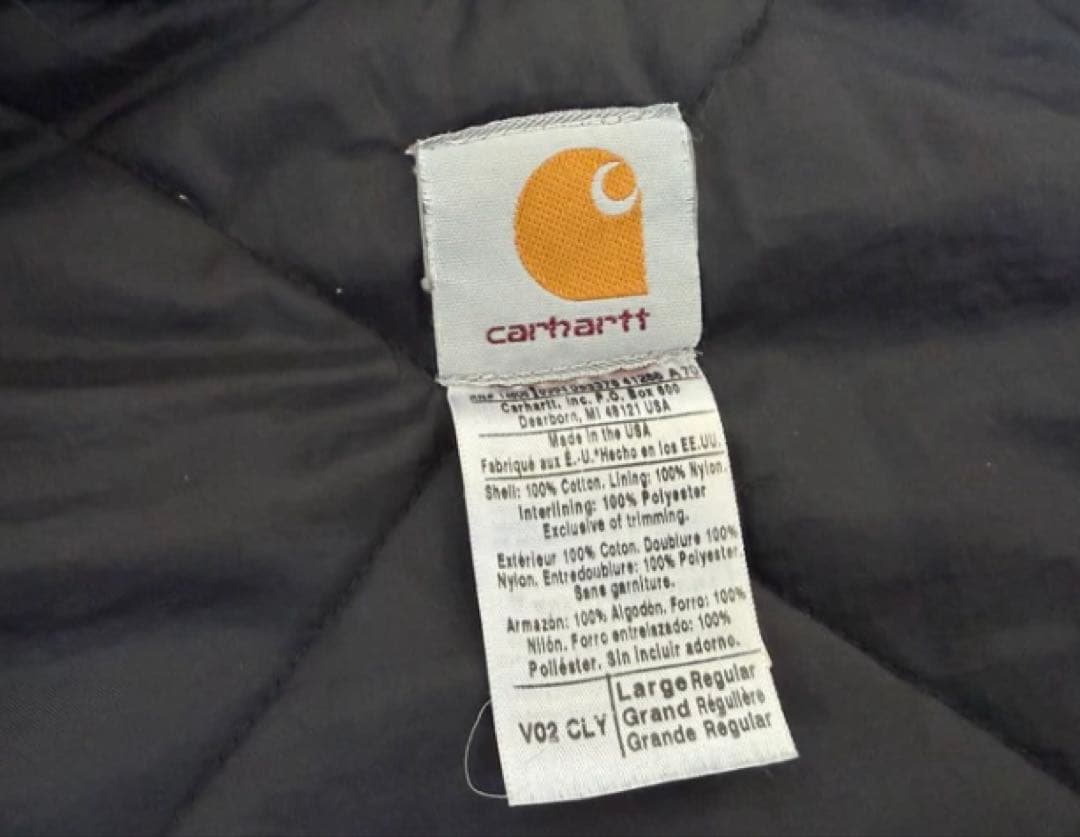 carhartt
Carhartt, Inc. P.O. Box 600
Dearborn, MI 48121 USA
Made in the USA
Fabriqué aux É.-U.*Hecho en los EE.UU.
Shell: 100% Cotton. Lining: 100% Nylon.
Interlining: 100% Polyester
Exclusive of trimming.
Extérieur 100% Coton. Doublure 100%
Nylon. Entredoublure: 100% Polyester.
Sans garniture.
Armazón: 100% Algodón. Forro: 100%
Nilón. Forro entrelazado: 100%
Poliéster. Sin incluir adorno.
V02 CLY
Large Regular
Grand Régulière
Grande Regular